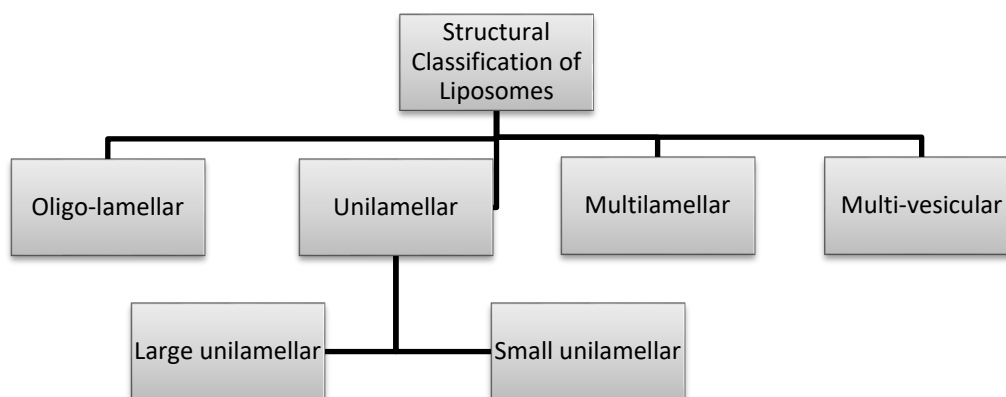 Structural
Classification of
Liposomes
Oligo-lamellar
Unilamellar
Multilamellar
Multi-vesicular
Large unilamellar
Small unilamellar